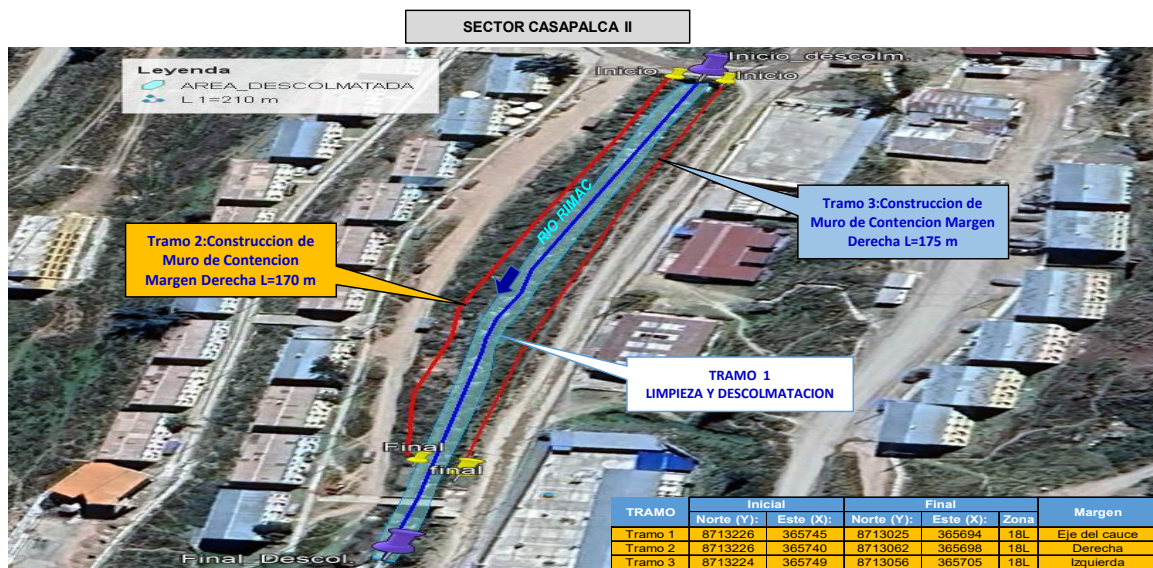 SECTOR CASAPALCA II
Inicio_descolm.
Inicio
Inicio
Leyenda
AREA_DESCOLMATADA
L 1=210 m
RIO RIMAC
Tramo 3:Construccion de
Muro de Contencion Margen
Derecha L=175 m
Tramo 2:Construccion de
Muro de Contencion
Margen Derecha L=170 m
TRAMO 1
LIMPIEZA Y DESCOLMATACION
Final
final
Final_Descol.
TRAMO Inicial Final Margen
Norte (Y): Este (X): Norte (Y): Este (X): Zona
Tramo 1 8713226 365745 8713025 365694 18L Eje del cauce
Tramo 2 8713226 365740 8713062 365698 18L Derecha
Tramo 3 8713224 365749 8713056 365705 18L Izquierda